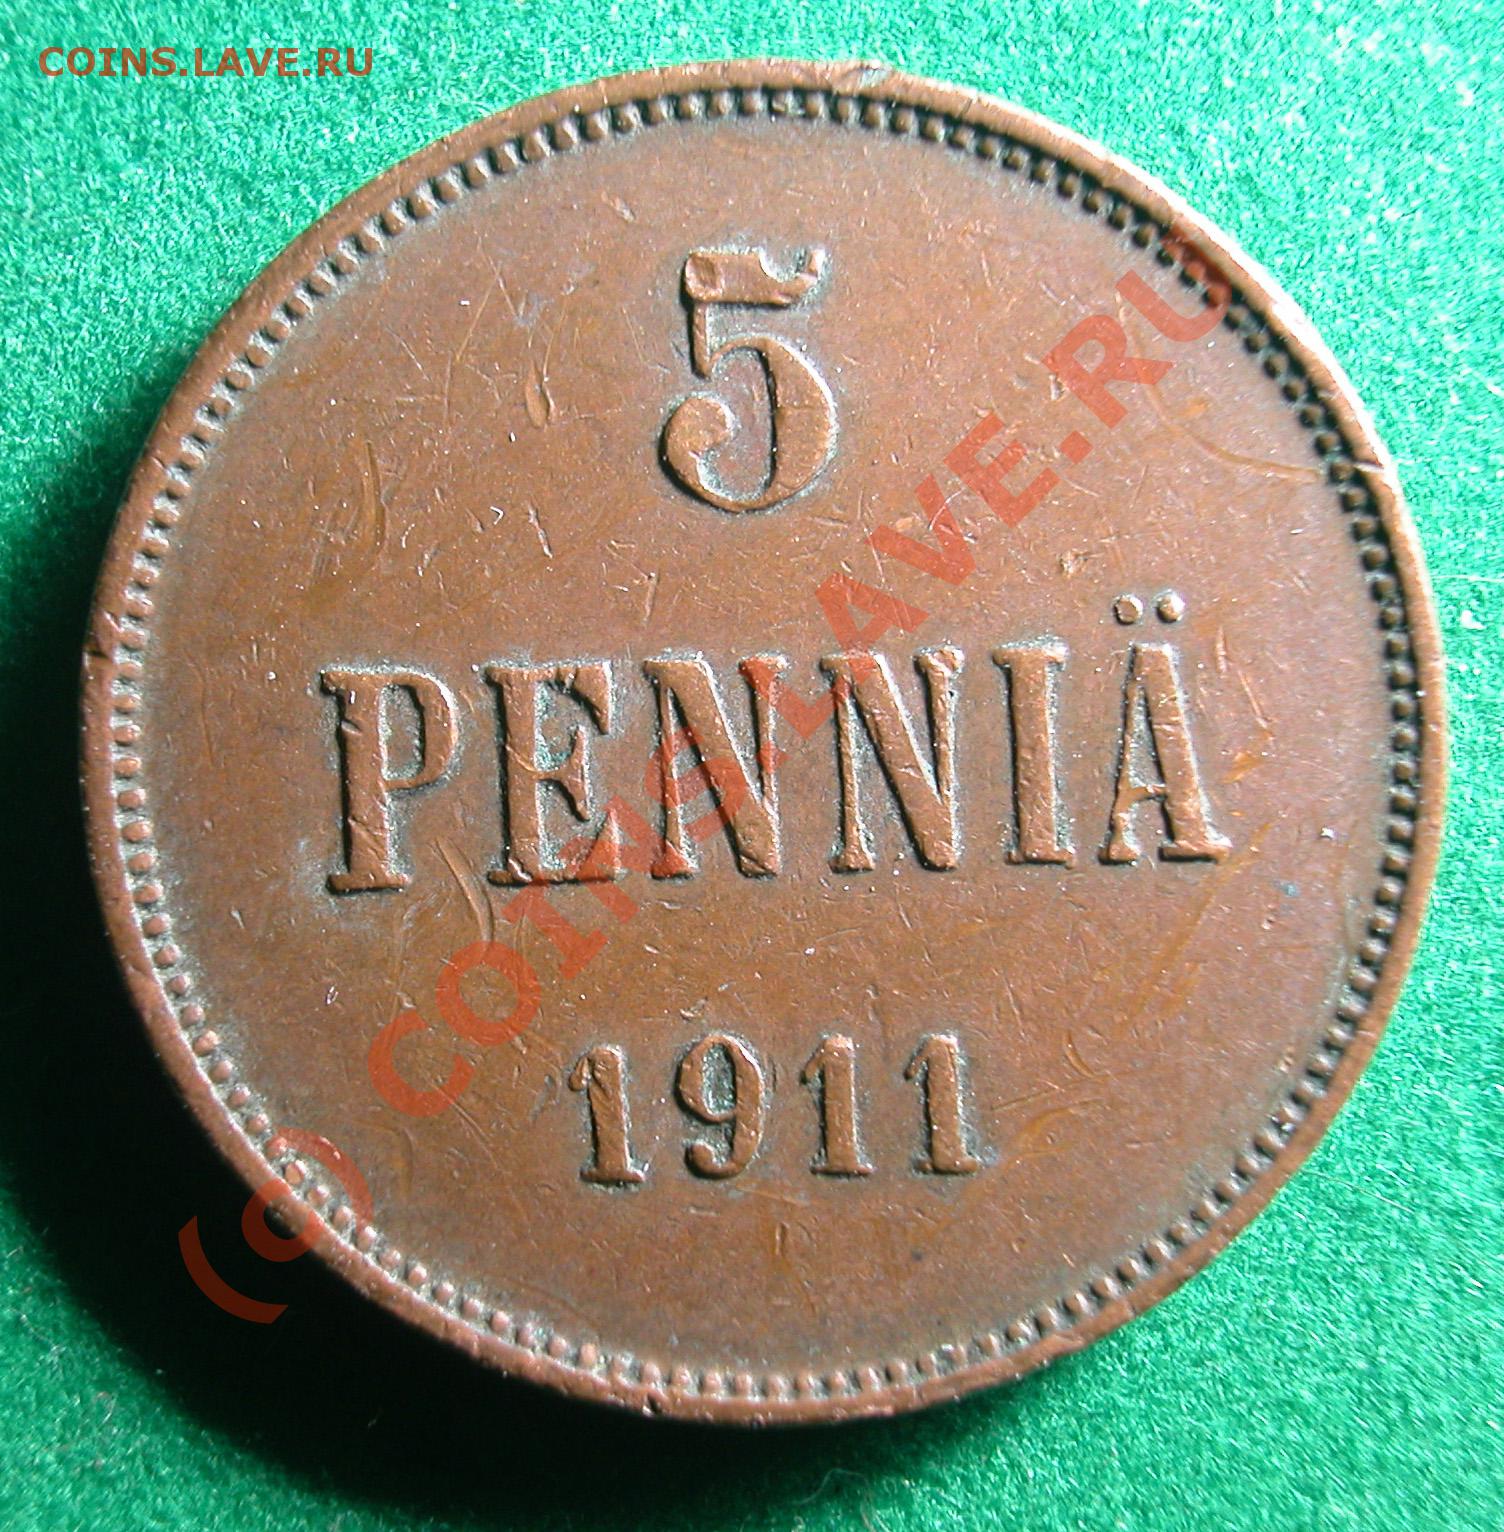 COINS.LAVE.RU
5
PENNIÄ
1911
(c) COINS.LAVE.RU